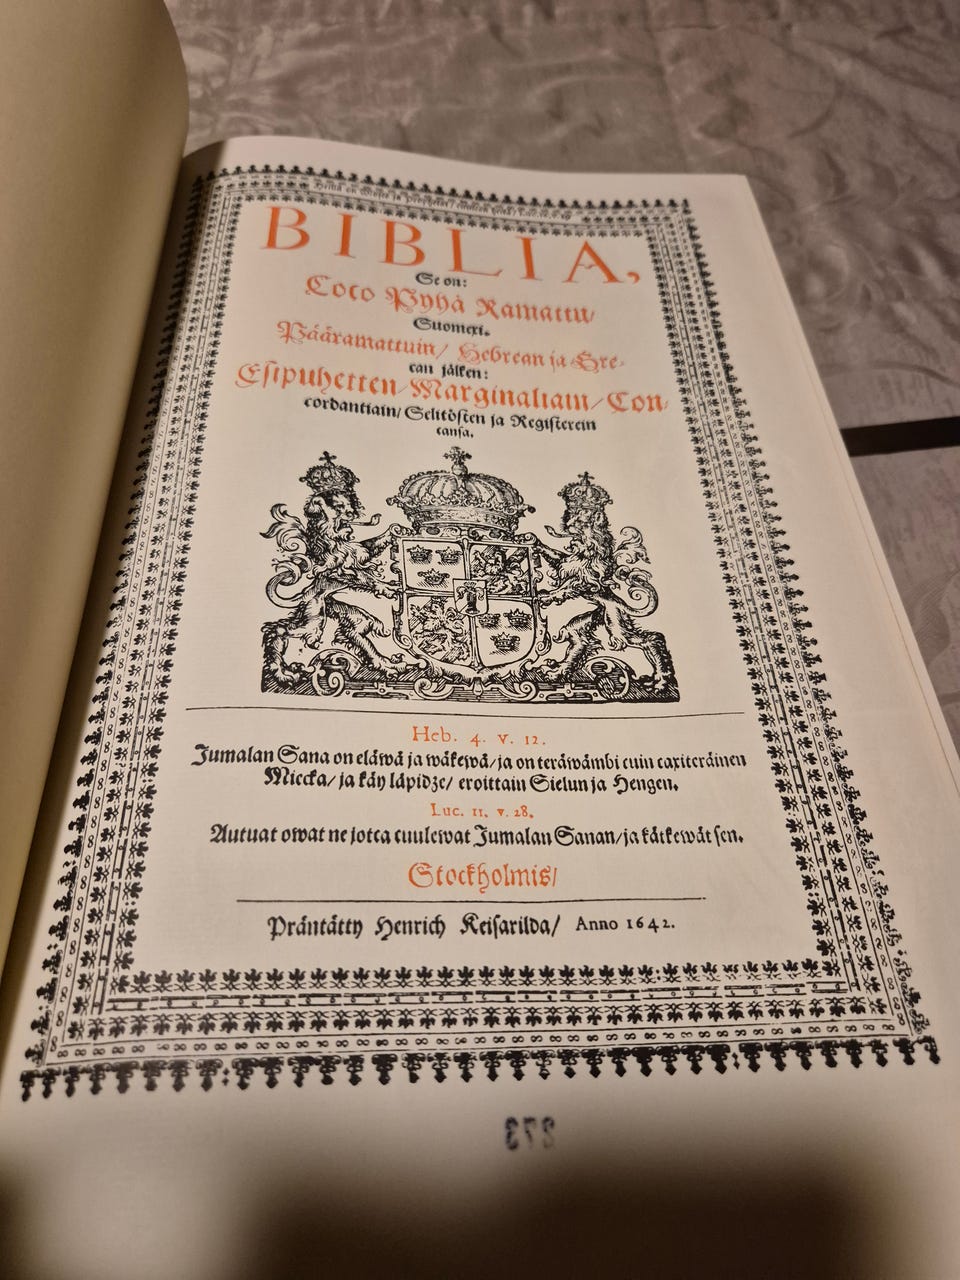 BIBLIA,
Se on:
Coco Pyhä Ramattu/
Suomexi.
Pääramattuin/ Hebrean ja Gre-
can jälken:
Esipuhetten/ Marginaliain/ Con-
cordantiain/ Selitösten ja Registerein
cansa.
Heb. 4. v. 12.
Jumalan Sana on eläwä ja wäkewä/ ja on teräwämbi cuin caxiteräinen
Miecka/ ja käy läpidze/ eroittain Sielun ja Hengen.
Luc. 11. v. 28.
Autuat owat ne jotca cuulewat Jumalan Sanan/ ja kätkewät sen.
Stockholmis/
Präntätty Henrich Keisarilda/ Anno 1642.